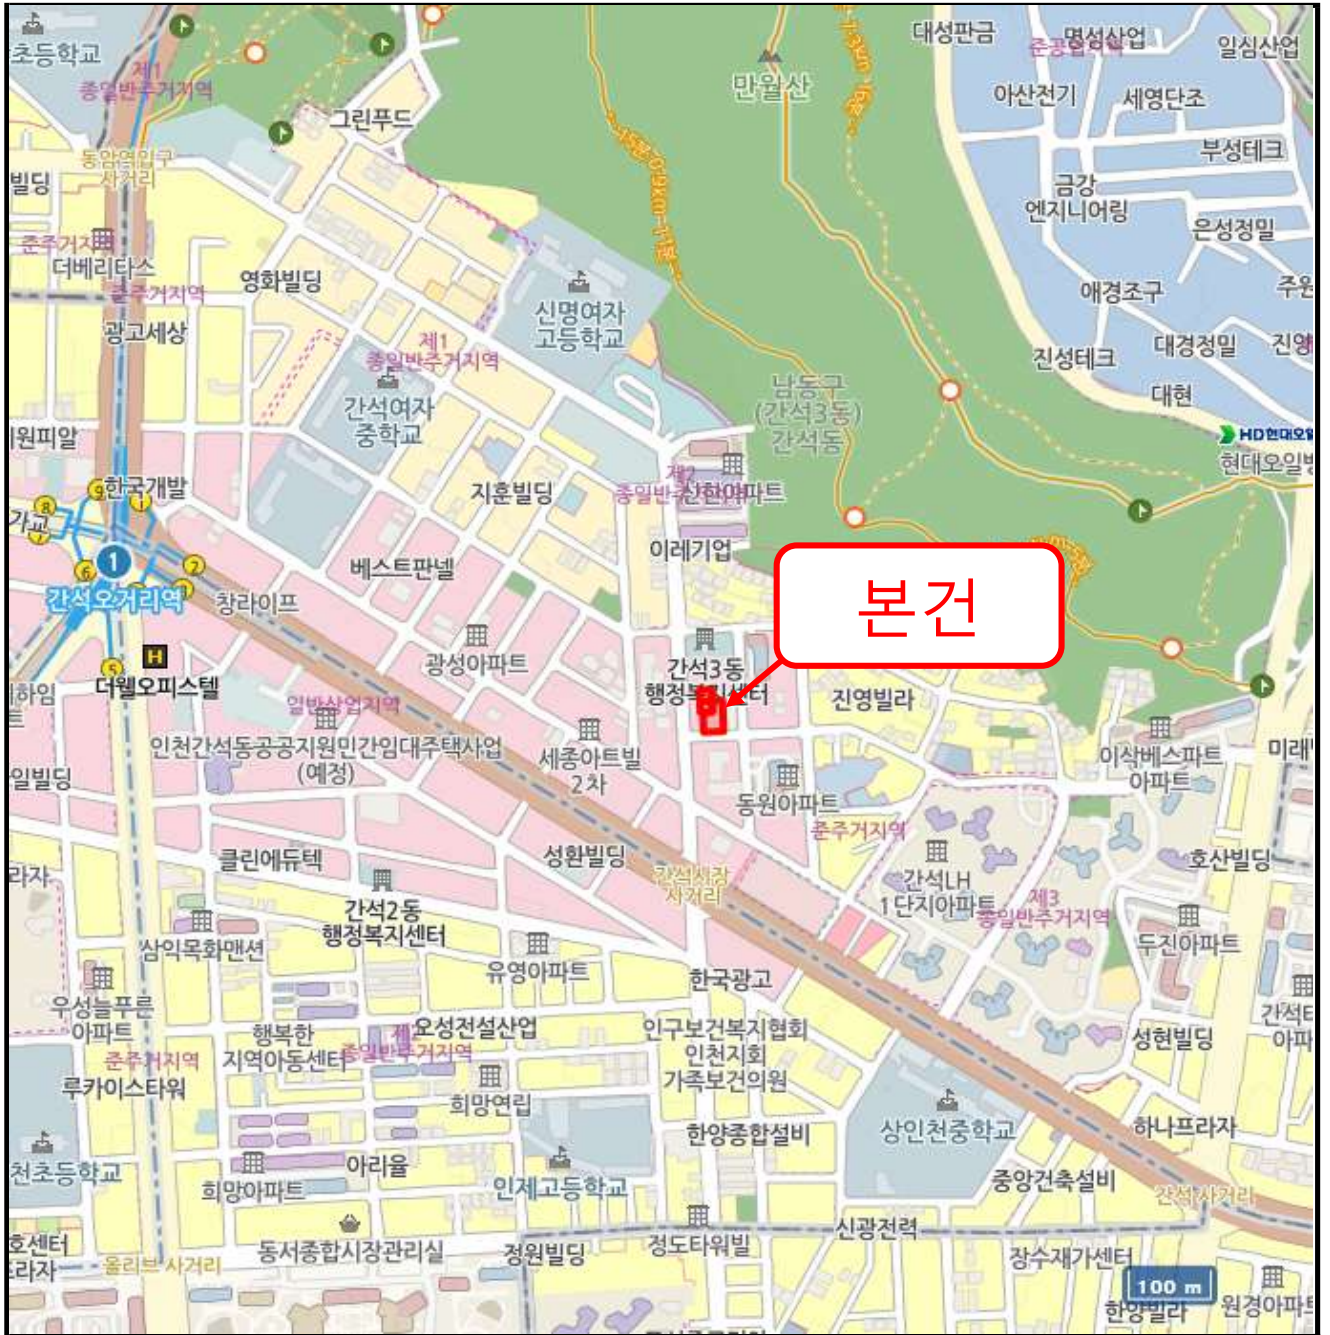 초등학교
제1
종일반주거지역
그린푸드
만월산
대성판금
명성산업
준공업지역
일심산업
아산전기
세영단조
부성테크
금강
엔지니어링
은성정밀
동암역입구
사거리
빌딩
준주거지역
더베리타스
준주거지역
영화빌딩
광고세상
신명여자
고등학교
애경조구
주원
대경정밀
진성테크
대현
제1
종일반주거지역
간석여자
중학교
남동구
(간석3동)
간석동
HD현대오일
현대오일뱅
원피알
한국개발
지훈빌딩
제2
종일반주거지역
신한아파트
이레기업
베스트판넬
9
8
1
2
6
5
1
간석오거리역
창라이프
본건
광성아파트
간석3동
행정복지센터
진영빌라
H
더웰오피스텔
일반상업지역
인천간석동공공지원민간임대주택사업
(예정)
세종아트빌
2차
이삭베스파트
아파트
동원아파트
준주거지역
클린에듀텍
성환빌딩
간석시장
사거리
간석LH
1단지아파트
호산빌딩
제3
종일반주거지역
간석2동
행정복지센터
삼익목화맨션
유영아파트
두진아파트
한국광고
우성늘푸른
아파트
행복한
지역아동센터
오성전설산업
제2
종일반주거지역
인구보건복지협회
인천지회
가족보건의원
성현빌딩
준주거지역
루카이스타워
희망연립
한양종합설비
상인천중학교
하나프라자
천초등학교
아리율
희망아파트
인제고등학교
중앙건축설비
간석사거리
호센터
프라자
올리브 사거리
동서종합시장관리실
정원빌딩
정도타워빌
신광전력
장수재가센터
100 m
한양빌라
원경아파트